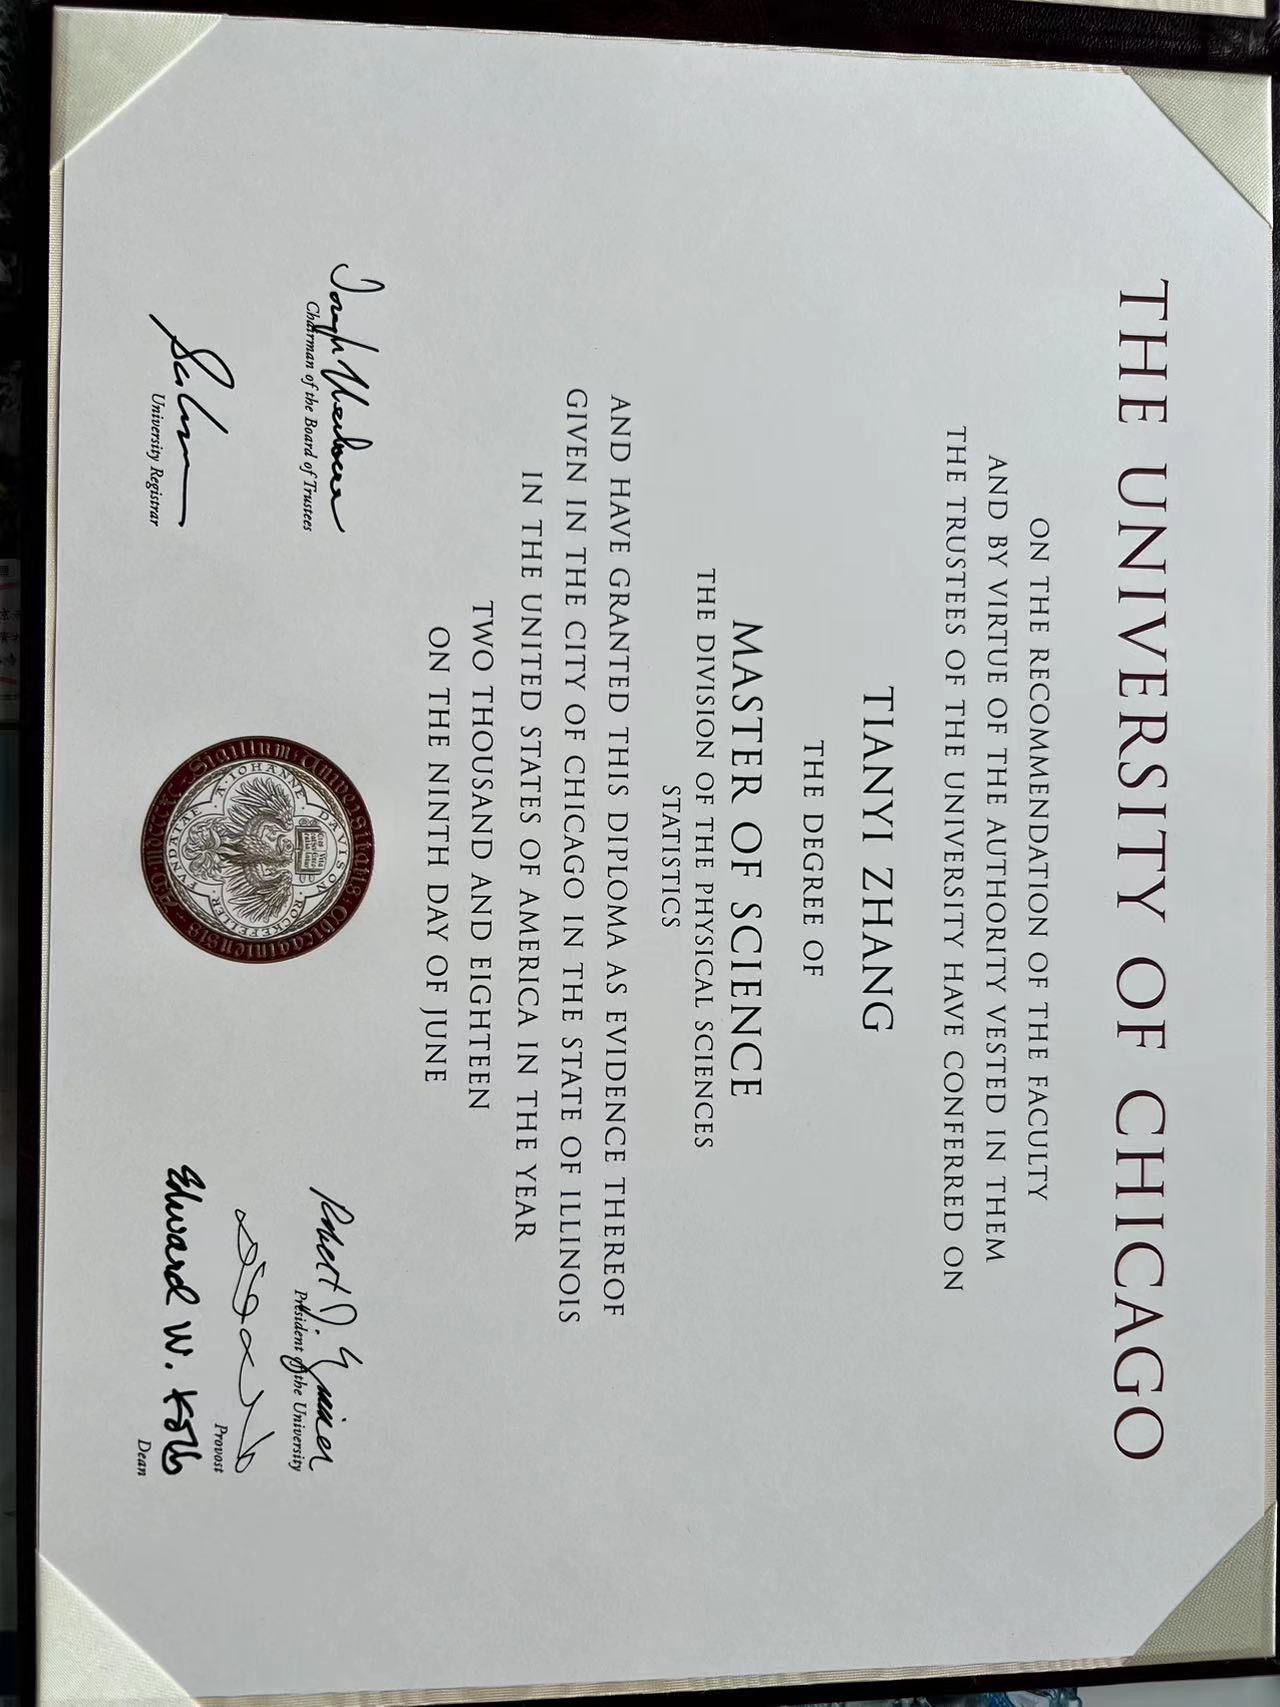 THE UNIVERSITY OF CHICAGO
ON THE RECOMMENDATION OF THE FACULTY
AND BY VIRTUE OF THE AUTHORITY VESTED IN THEM
THE TRUSTEES OF THE UNIVERSITY HAVE CONFERRED ON
TIANYI ZHANG
THE DEGREE OF
MASTER OF SCIENCE
THE DIVISION OF THE PHYSICAL SCIENCES
STATISTICS
AND HAVE GRANTED THIS DIPLOMA AS EVIDENCE THEREOF
GIVEN IN THE CITY OF CHICAGO IN THE STATE OF ILLINOIS
IN THE UNITED STATES OF AMERICA IN THE YEAR
TWO THOUSAND AND EIGHTEEN
ON THE NINTH DAY OF JUNE
Chairman of the Board of Trustees
University Registrar
Sigillum Universitatis Chicaginiensis
A IOHANNE DAVISON ROCKEFELLER FUNDATAE
Robert J. Zimmer
President of the University
Provost
Edward W. Kolb
Dean